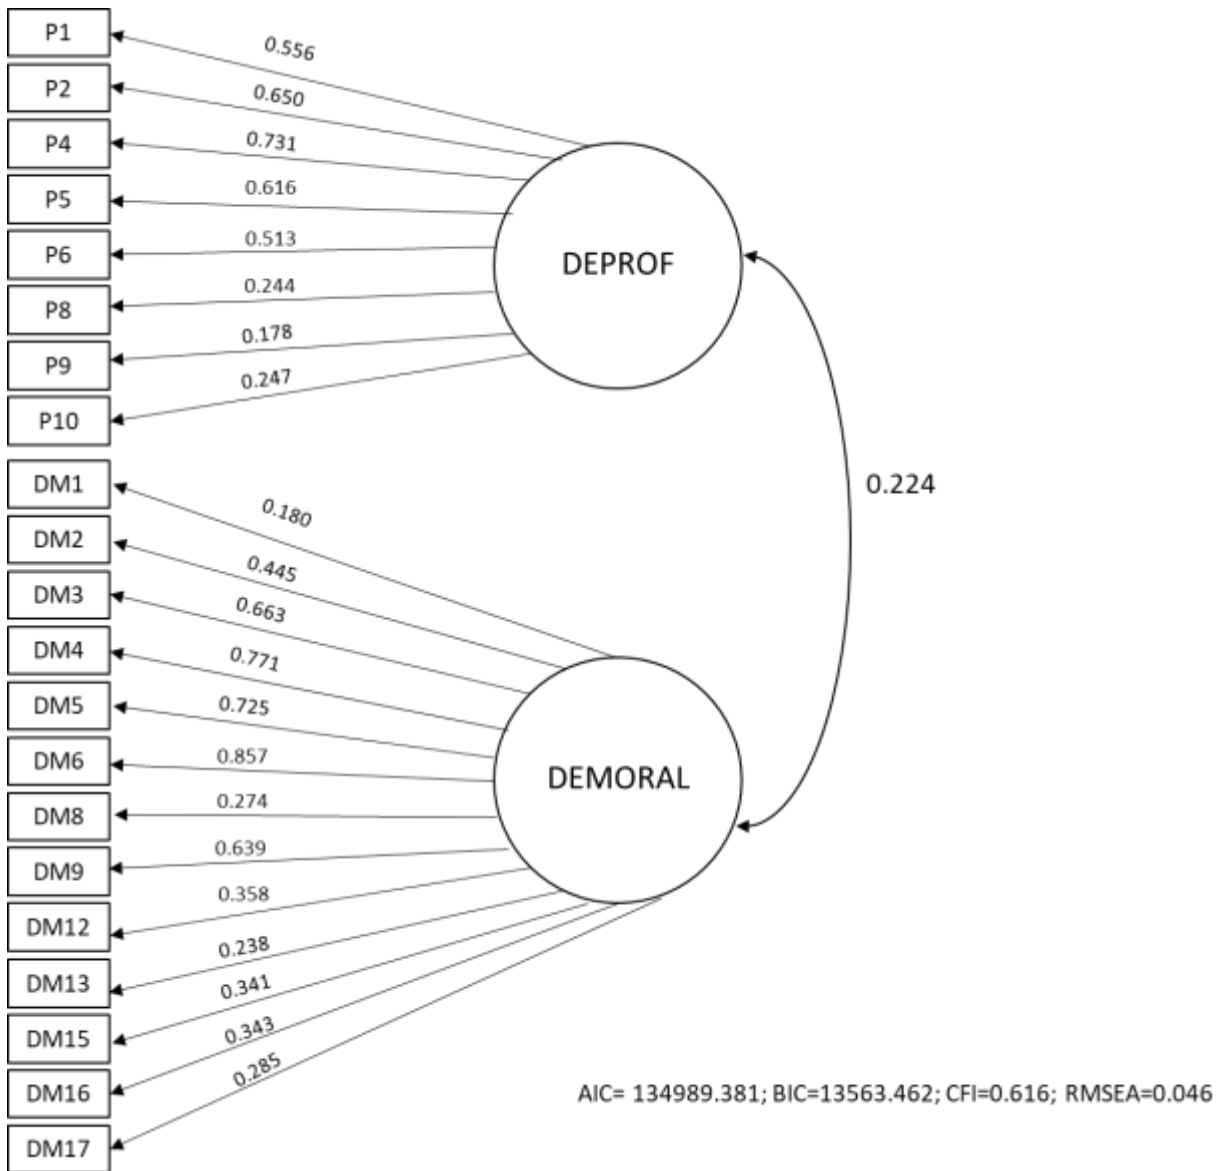 P1
0.556
P2
0.650
P4
0.731
P5
0.616
P6
0.513
P8
0.244
P9
0.178
P10
0.247
DEPROF
0.224
DM1
0.180
DM2
0.445
DM3
0.663
DM4
0.771
DM5
0.725
DM6
0.857
DM8
0.274
DM9
0.639
DM12
0.358
DM13
0.238
DM15
0.341
DM16
0.343
DM17
0.285
DEMORAL
AIC= 134989.381; BIC=13563.462; CFI=0.616; RMSEA=0.046